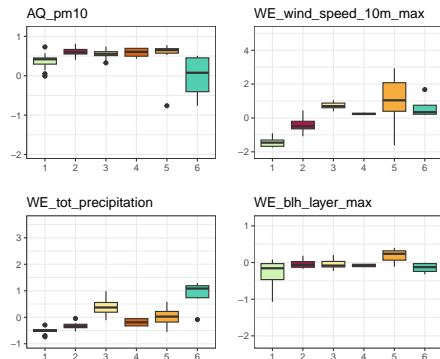 AQ_pm10
1
0
−1
−2
1 2 3 4 5 6
WE_wind_speed_10m_max
4
2
0
−2
1 2 3 4 5 6
WE_tot_precipitation
3
2
1
0
−1
1 2 3 4 5 6
WE_blh_layer_max
1
0
−1
−2
1 2 3 4 5 6